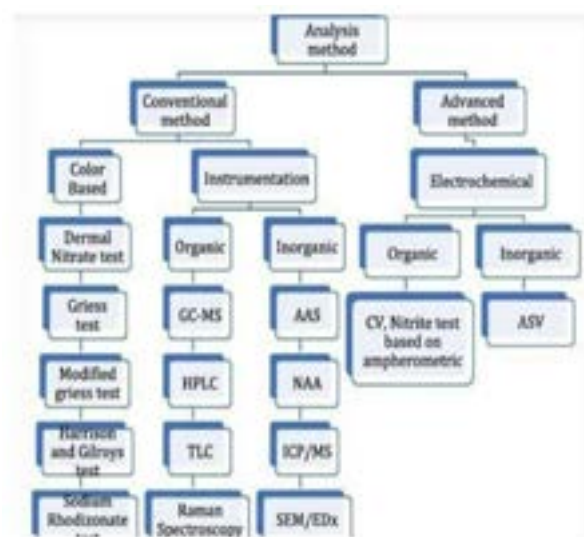 Analysis
method
Conventional
method
Advanced
method
Color
Based
Instrumentation
Electrochemical
Dermal
Nitrate test
Organic
Inorganic
Organic
Inorganic
Griess
test
GC-MS
AAS
CV, Nitrite test
based on
ampherometric
ASV
Modified
griess test
HPLC
NAA
Harrison
and Gilroys
test
TLC
ICP/MS
Sodium
Rhodizonate
Raman
Spectroscopy
SEM/EDx